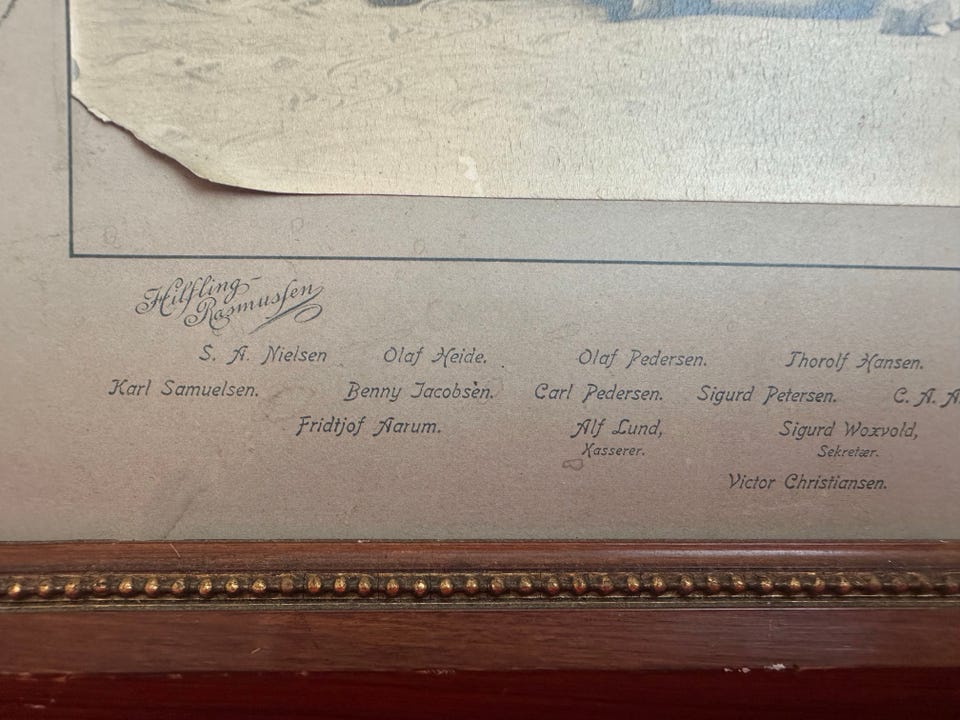 Hilfling-
Rasmussen
S. A. Nielsen Olaf Heide. Olaf Pedersen. Thorolf Hansen.
Karl Samuelsen. Benny Jacobsen. Carl Pedersen. Sigurd Petersen. C. A. A
Fridtjof Aarum. Alf Lund, Sigurd Woxvold,
Kasserer. Sekretær.
Victor Christiansen.